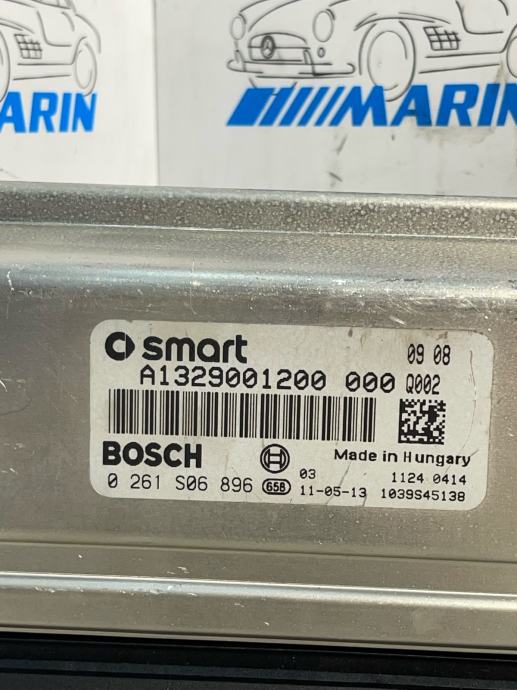 ARIN
MARIN
smart
09 08
A1329001200 000 Q002
BOSCH
Made in Hungary
0 261 S06 896 658
03
11-05-13
1124 0414
1039S45138